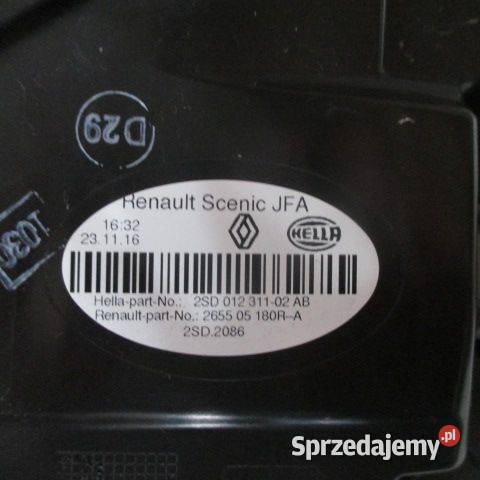 D29
1030
Renault Scenic JFA
16:32
23.11.16
HELLA
Hella-part-No.: 2SD 012 311-02 AB
Renault-part-No.: 2655 05 180R-A
2SD.2086
Sprzedajemy.pl